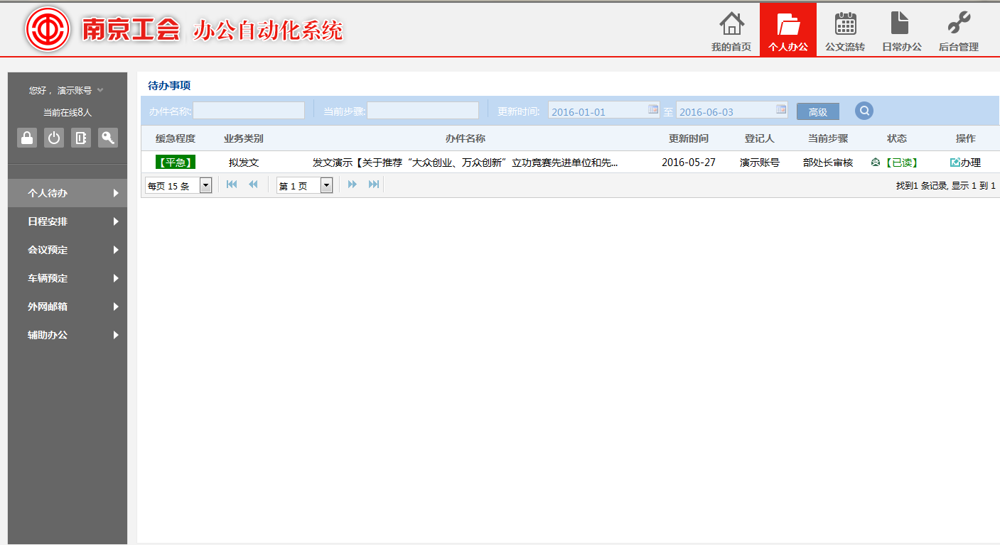 南京工会 办公自动化系统
我的首页 个人办公 公文流转 日常办公 后台管理
您好， 演示账号
当前在线8人
个人待办
日程安排
会议预定
车辆预定
外网邮箱
辅助办公
待办事项
办件名称: 当前步骤: 更新时间: 2016-01-01 至 2016-06-03 高级
缓急程度 业务类别 办件名称 更新时间 登记人 当前步骤 状态 操作
【平急】 拟发文 发文演示【关于推荐“大众创业、万众创新”立功竞赛先进单位和先... 2016-05-27 演示账号 部处长审核 【已读】 办理
每页 15 条 第 1 页 找到1 条记录, 显示 1 到 1